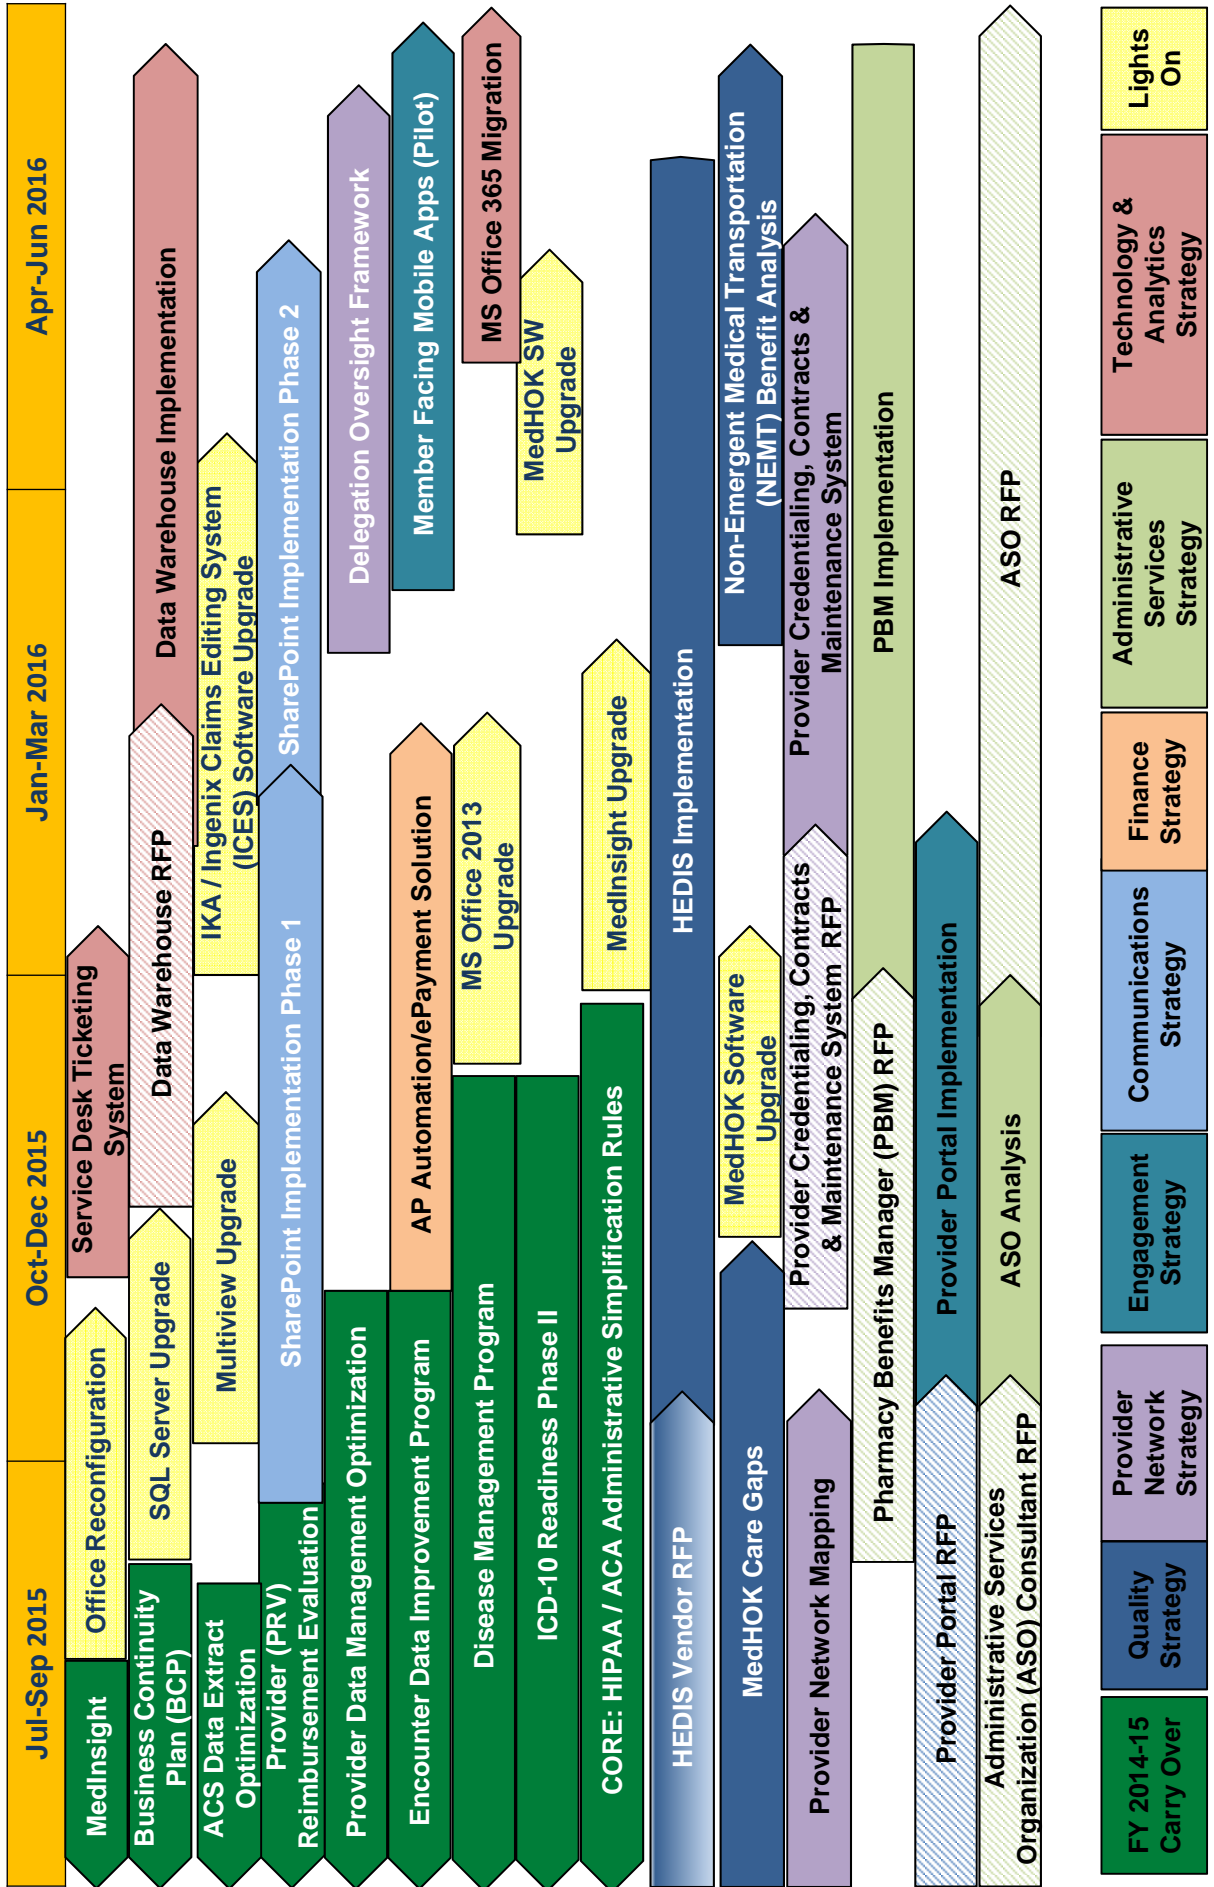 Jul-Sep 2015
Oct-Dec 2015
Jan-Mar 2016
Apr-Jun 2016
MedInsight
Office Reconfiguration
Service Desk Ticketing
System
Business Continuity
Plan (BCP)
SQL Server Upgrade
Data Warehouse RFP
Data Warehouse Implementation
ACS Data Extract
Optimization
Multiview Upgrade
IKA / Ingenix Claims Editing System
(ICES) Software Upgrade
Provider (PRV)
Reimbursement Evaluation
SharePoint Implementation Phase 1
SharePoint Implementation Phase 2
Provider Data Management Optimization
Delegation Oversight Framework
Encounter Data Improvement Program
AP Automation/ePayment Solution
Member Facing Mobile Apps (Pilot)
Disease Management Program
MS Office 2013
Upgrade
MS Office 365 Migration
ICD-10 Readiness Phase II
MedHOK SW
Upgrade
CORE: HIPAA / ACA Administrative Simplification Rules
MedInsight Upgrade
HEDIS Vendor RFP
HEDIS Implementation
MedHOK Care Gaps
MedHOK Software
Upgrade
Non-Emergent Medical Transportation
(NEMT) Benefit Analysis
Provider Network Mapping
Provider Credentialing, Contracts
& Maintenance System RFP
Provider Credentialing, Contracts &
Maintenance System
Pharmacy Benefits Manager (PBM) RFP
PBM Implementation
Provider Portal RFP
Provider Portal Implementation
Administrative Services
Organization (ASO) Consultant RFP
ASO Analysis
ASO RFP
FY 2014-15
Carry Over
Quality
Strategy
Provider
Network
Strategy
Engagement
Strategy
Communications
Strategy
Finance
Strategy
Administrative
Services
Strategy
Technology &
Analytics
Strategy
Lights
On